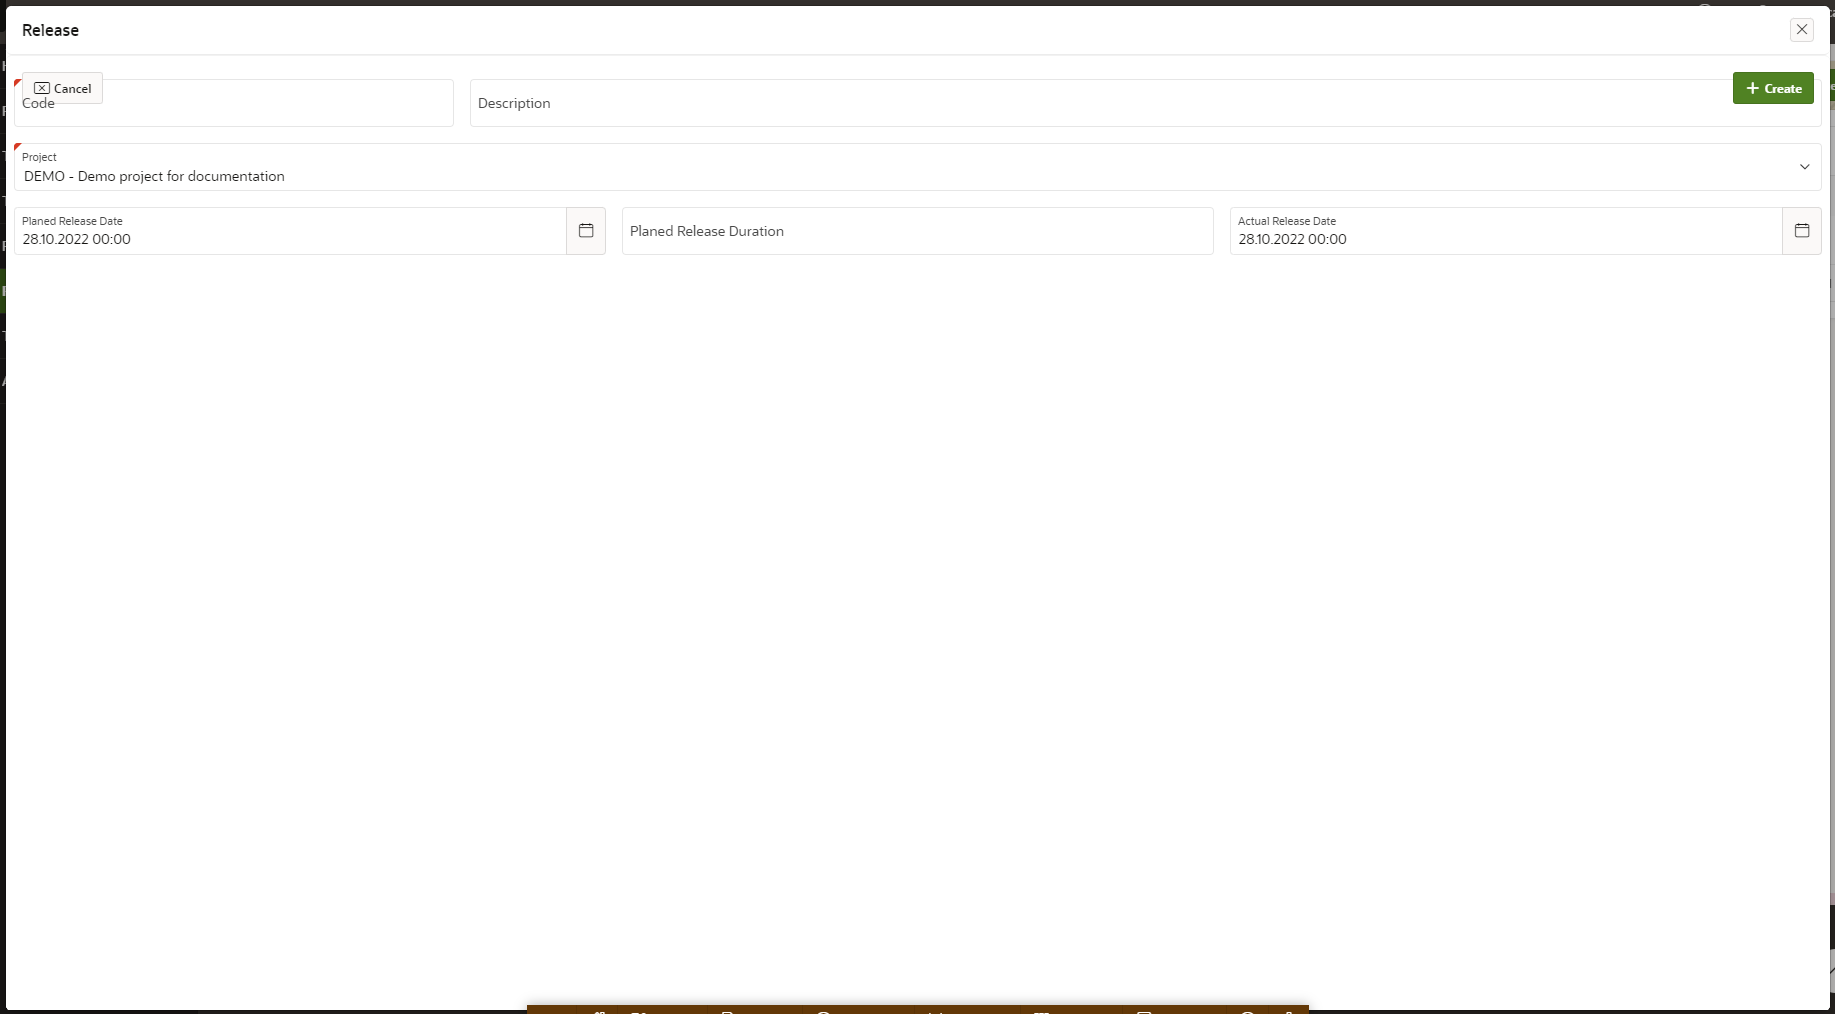 Release
Cancel
Create
Code
Description
Project
DEMO - Demo project for documentation
Planed Release Date
28.10.2022 00:00
Planed Release Duration
Actual Release Date
28.10.2022 00:00